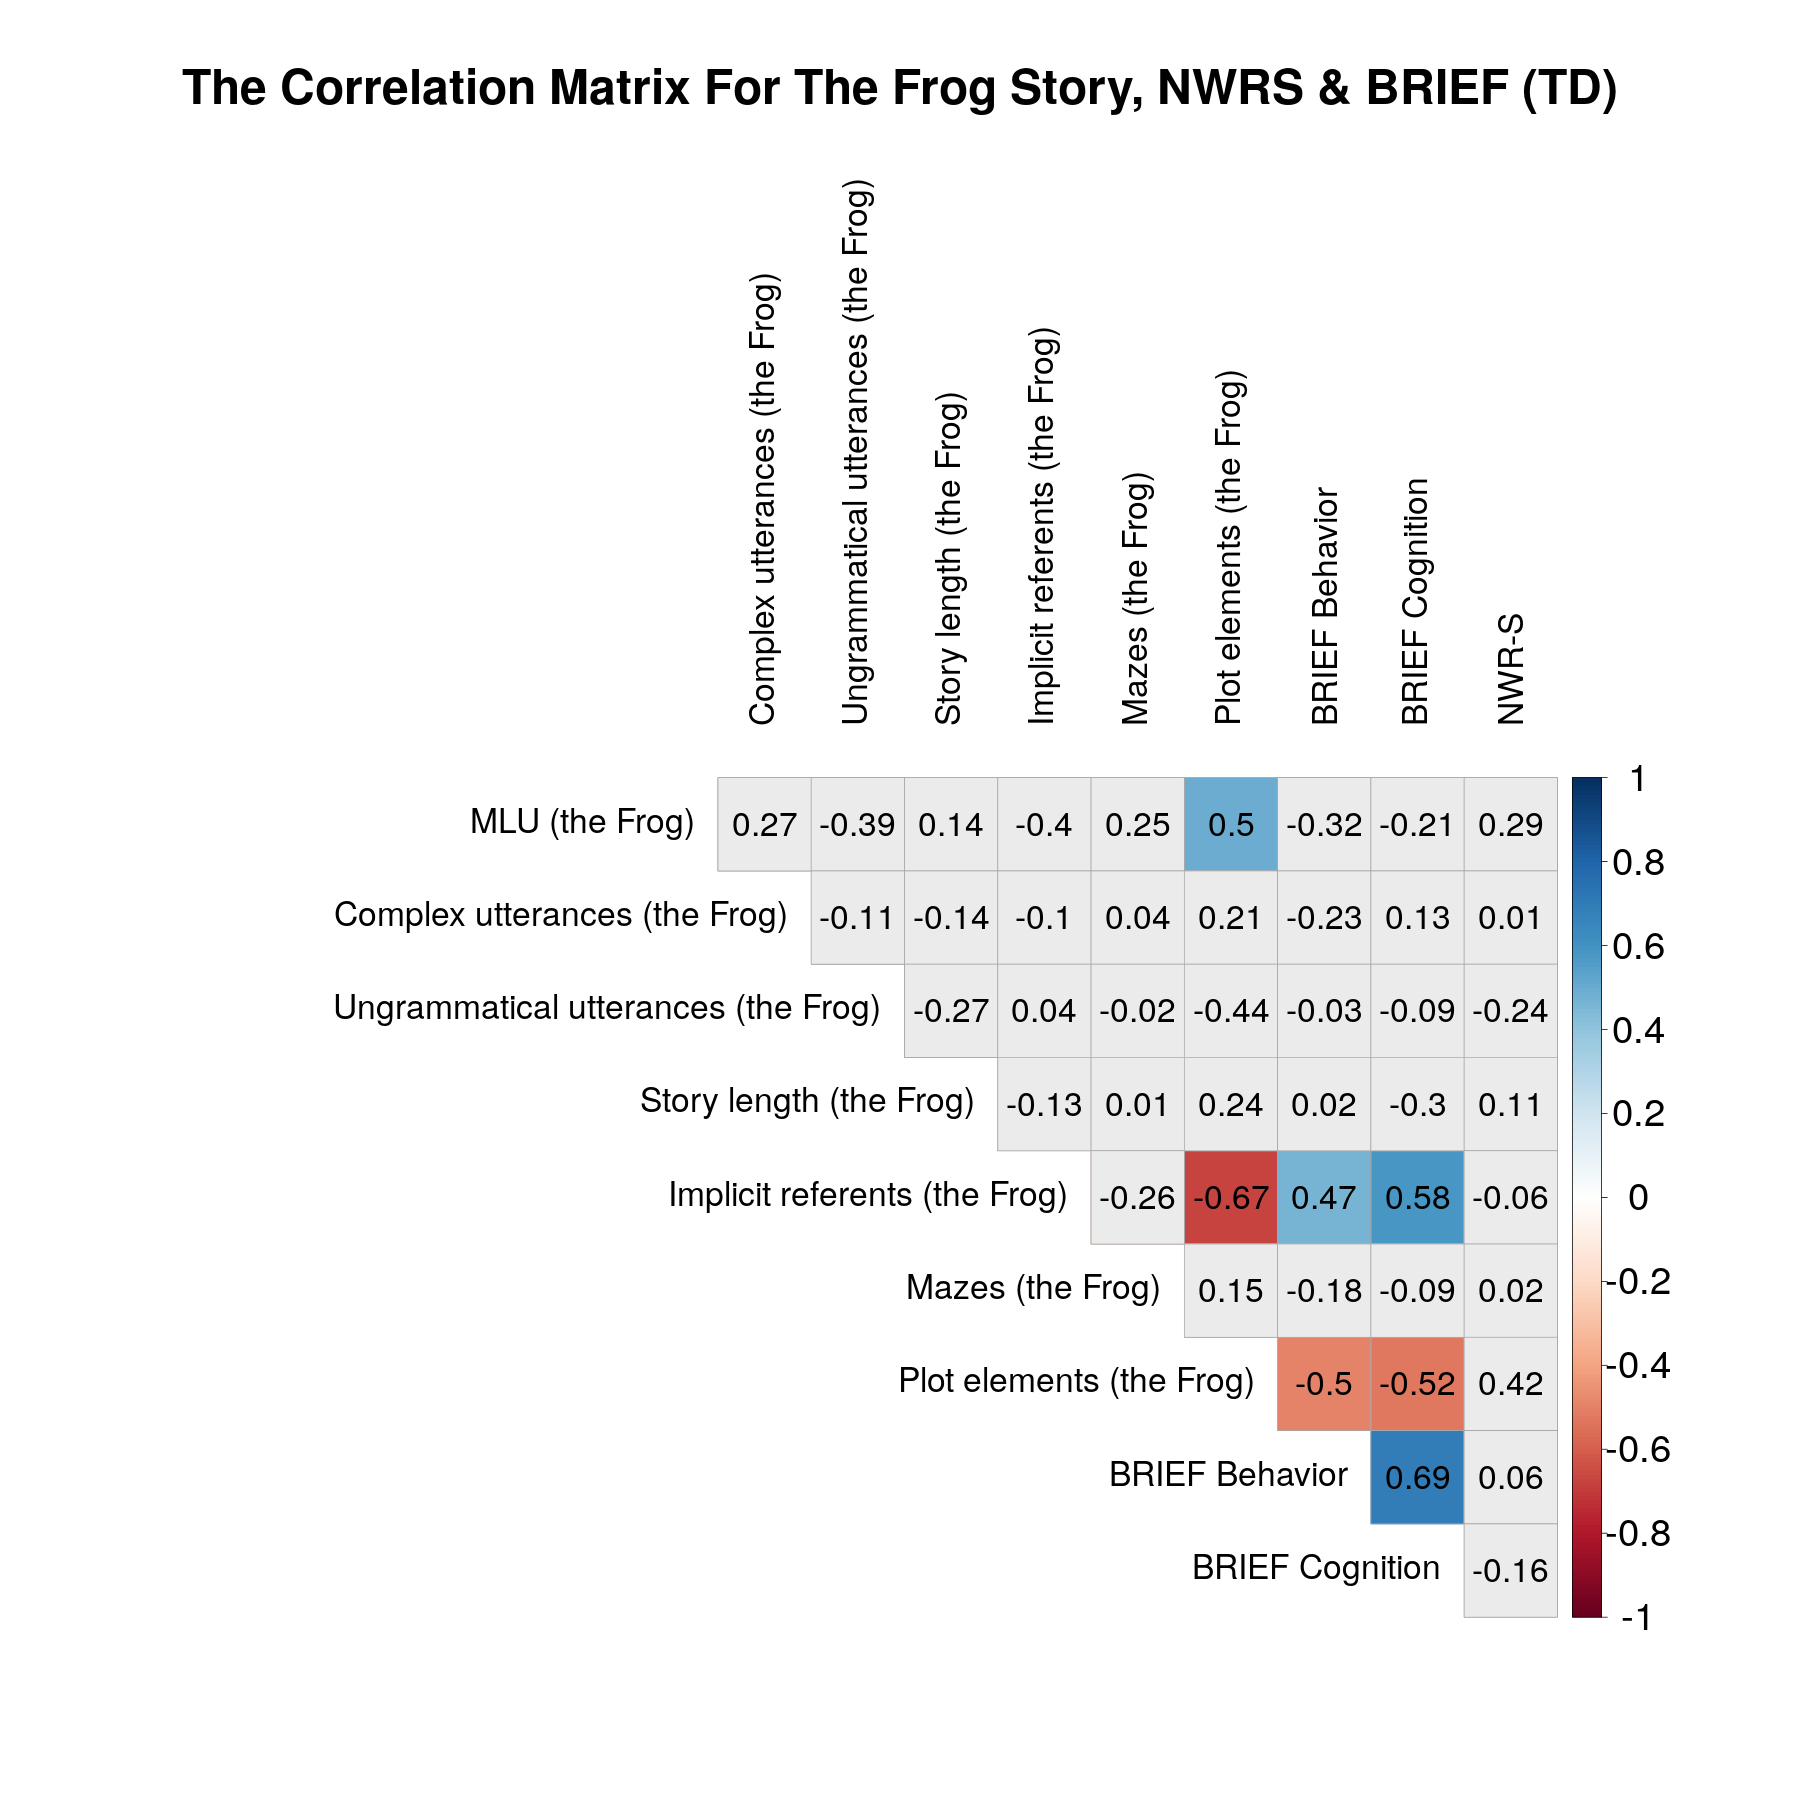 The Correlation Matrix For The Frog Story, NWRS & BRIEF (TD)
Complex utterances (the Frog)
Ungrammatical utterances (the Frog)
Story length (the Frog)
Implicit referents (the Frog)
Mazes (the Frog)
Plot elements (the Frog)
BRIEF Behavior
BRIEF Cognition
NWR-S
MLU (the Frog) 0.27 -0.39 0.14 -0.4 0.25 0.5 -0.32 -0.21 0.29
Complex utterances (the Frog) -0.11 -0.14 -0.1 0.04 0.21 -0.23 0.13 0.01
Ungrammatical utterances (the Frog) -0.27 0.04 -0.02 -0.44 -0.03 -0.09 -0.24
Story length (the Frog) -0.13 0.01 0.24 0.02 -0.3 0.11
Implicit referents (the Frog) -0.26 -0.67 0.47 0.58 -0.06
Mazes (the Frog) 0.15 -0.18 -0.09 0.02
Plot elements (the Frog) -0.5 -0.52 0.42
BRIEF Behavior 0.69 0.06
BRIEF Cognition -0.16
1
0.8
0.6
0.4
0.2
0
-0.2
-0.4
-0.6
-0.8
-1